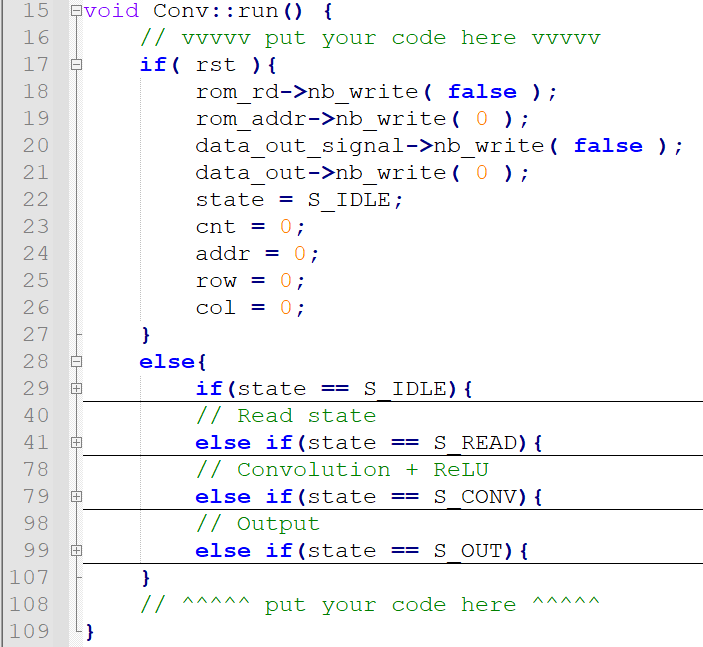 15 void Conv::run() {
16 // vvvvv put your code here vvvvv
17 if( rst ){
18 rom_rd->nb_write( false );
19 rom_addr->nb_write( 0 );
20 data_out_signal->nb_write( false );
21 data_out->nb_write( 0 );
22 state = S_IDLE;
23 cnt = 0;
24 addr = 0;
25 row = 0;
26 col = 0;
27 }
28 else{
29 if(state == S_IDLE){
40 // Read state
41 else if(state == S_READ){
78 // Convolution + ReLU
79 else if(state == S_CONV){
98 // Output
99 else if(state == S_OUT){
107 }
108 // ^^^^^ put your code here ^^^^^
109 }